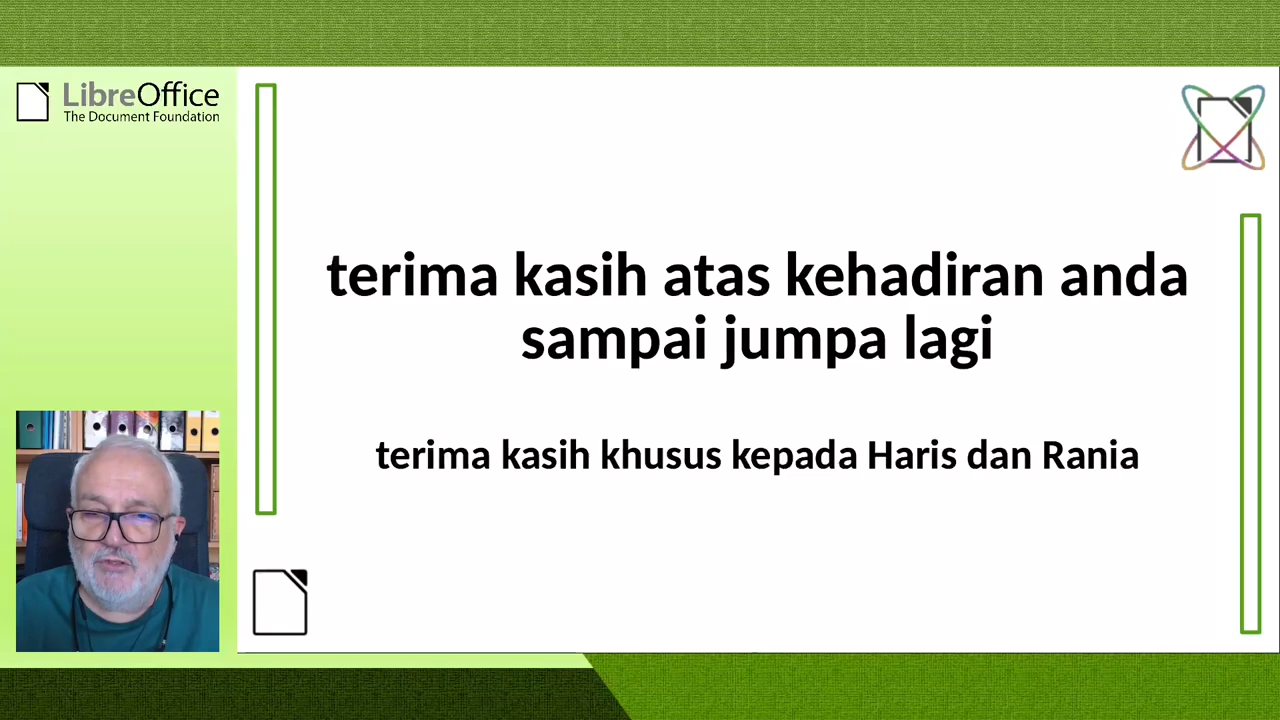 LibreOffice
The Document Foundation
terima kasih atas kehadiran anda
sampai jumpa lagi
terima kasih khusus kepada Haris dan Rania